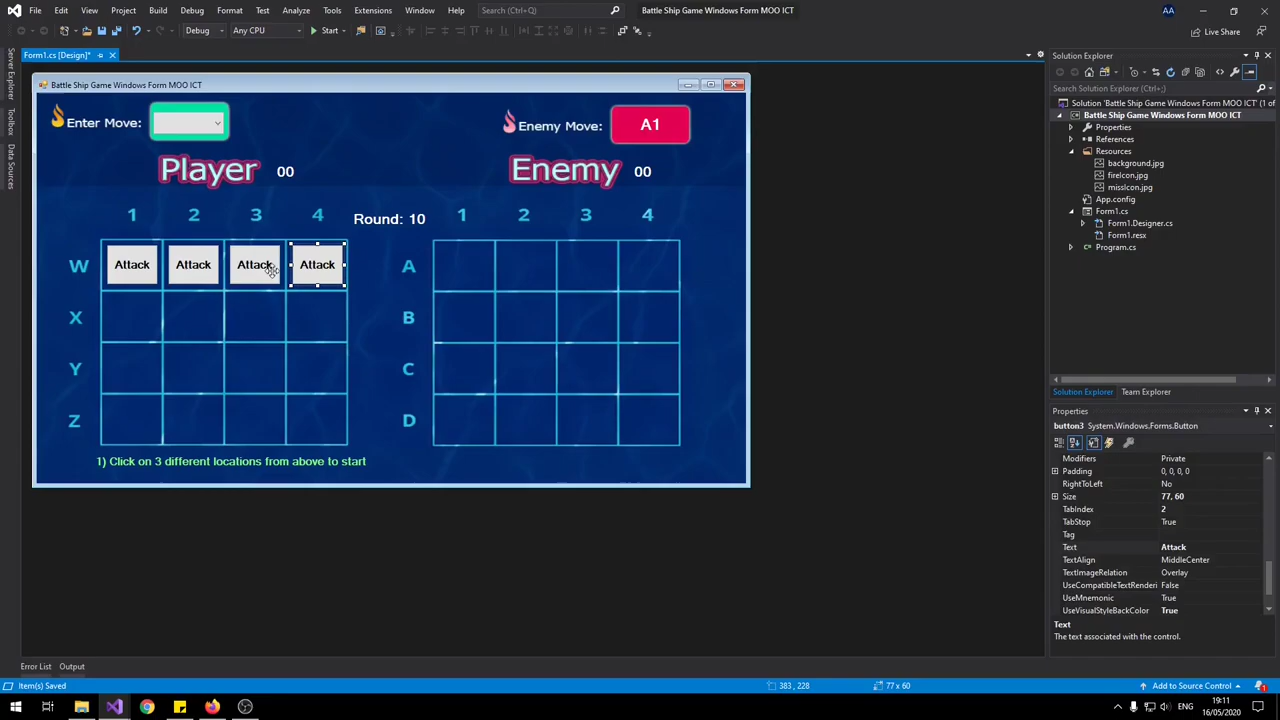 File Edit View Project Build Debug Format Test Analyze Tools Extensions Window Help Search (Ctrl+Q) Battle Ship Game Windows Form MOO ICT AA
Debug Any CPU Start Live Share
Form1.cs [Design]*
Server Explorer
Toolbox
Data Sources
Battle Ship Game Windows Form MOO ICT
Enter Move:
Enemy Move: A1
Player 00
Enemy 00
1 2 3 4 Round: 10 1 2 3 4
W Attack Attack Attack Attack A
X B
Y C
Z D
1) Click on 3 different locations from above to start
Solution Explorer
Search Solution Explorer (Ctrl+;)
Solution 'Battle Ship Game Windows Form MOO ICT' (1 of
Battle Ship Game Windows Form MOO ICT
Properties
References
Resources
background.jpg
fireIcon.jpg
missIcon.jpg
App.config
Form1.cs
Form1.Designer.cs
Form1.resx
Program.cs
Solution Explorer Team Explorer
Properties
button3 System.Windows.Forms.Button
Modifiers Private
Padding 0, 0, 0, 0
RightToLeft No
Size 77, 60
TabIndex 2
TabStop True
Tag
Text Attack
TextAlign MiddleCenter
TextImageRelation Overlay
UseCompatibleTextRenderi False
UseMnemonic True
UseVisualStyleBackColor True
Text
The text associated with the control.
Error List Output
Item(s) Saved 383 , 228 77 x 60 Add to Source Control 1
ENG 19:11
16/05/2020